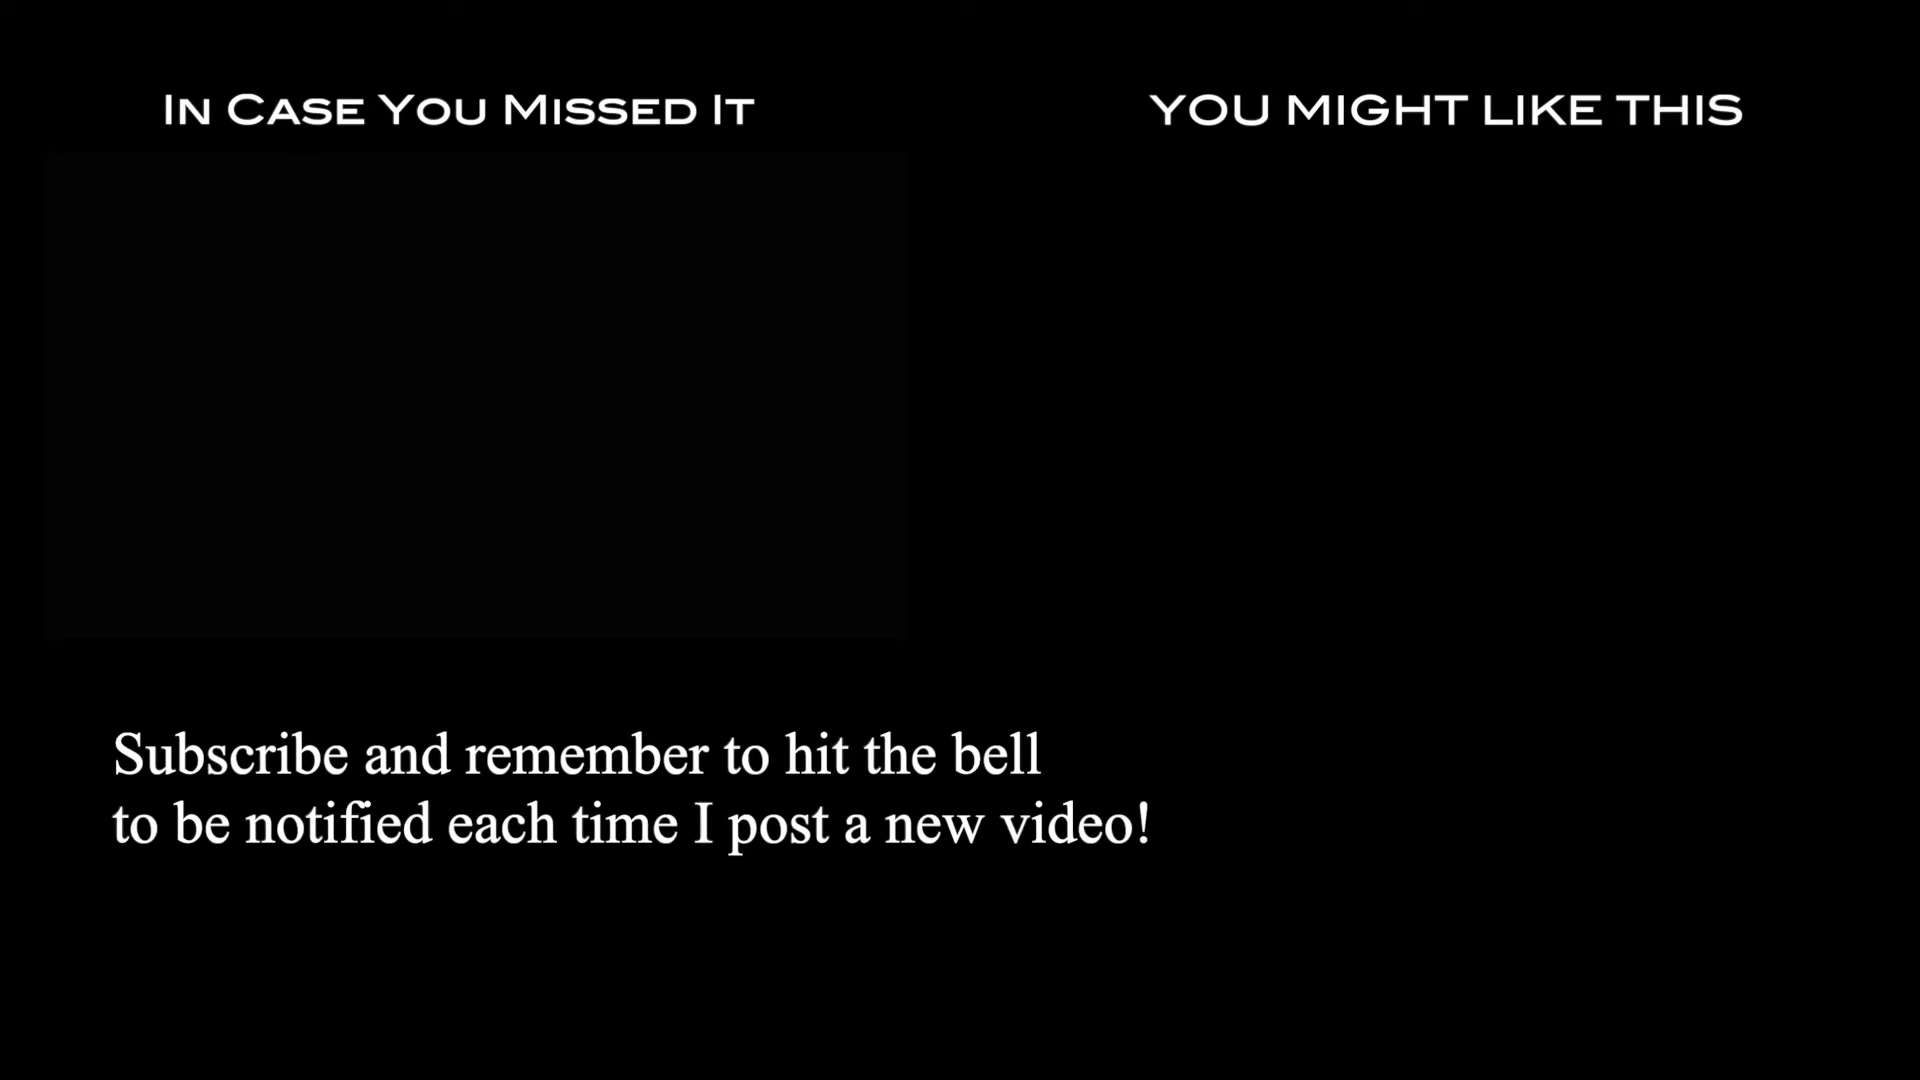 In Case You Missed It
YOU MIGHT LIKE THIS
Subscribe and remember to hit the bell
to be notified each time I post a new video!